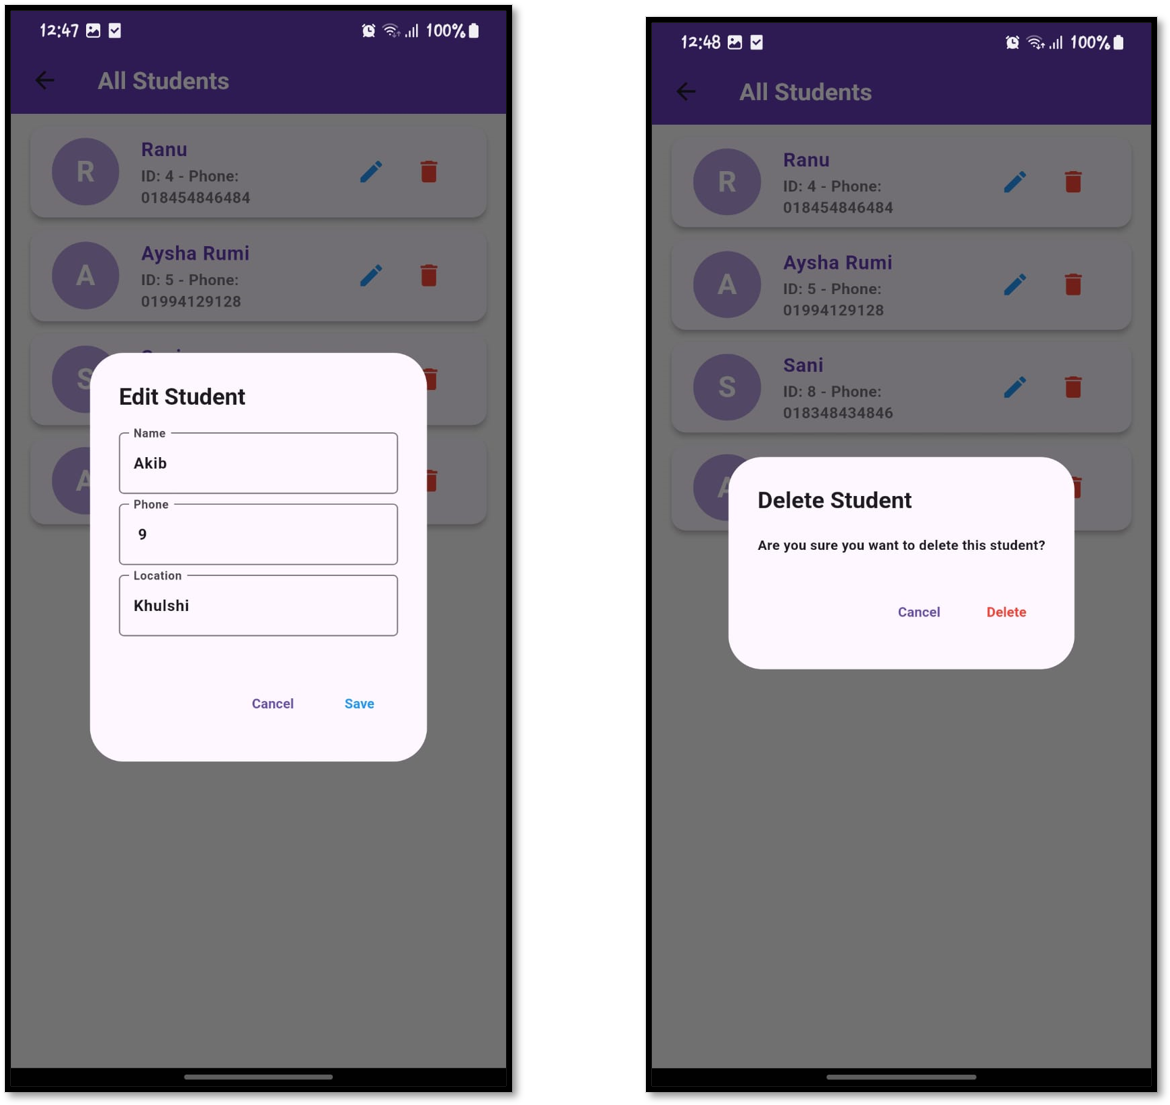 12:47
100%
All Students
R
Ranu
ID: 4 - Phone:
018454846484
A
Aysha Rumi
ID: 5 - Phone:
01994129128
S
A
Edit Student
Name
Akib
Phone
9
Location
Khulshi
Cancel Save
12:48
100%
All Students
R
Ranu
ID: 4 - Phone:
018454846484
A
Aysha Rumi
ID: 5 - Phone:
01994129128
S
Sani
ID: 8 - Phone:
018348434846
A
Delete Student
Are you sure you want to delete this student?
Cancel Delete